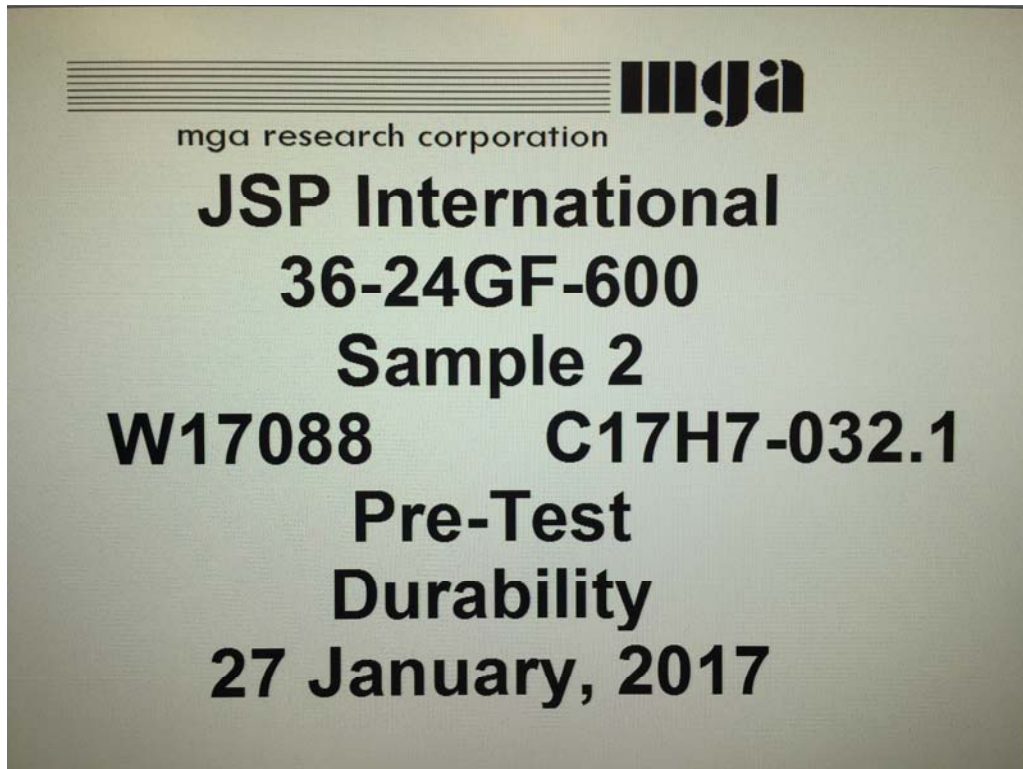 mga
mga research corporation
JSP International
36-24GF-600
Sample 2
W17088 C17H7-032.1
Pre-Test
Durability
27 January, 2017